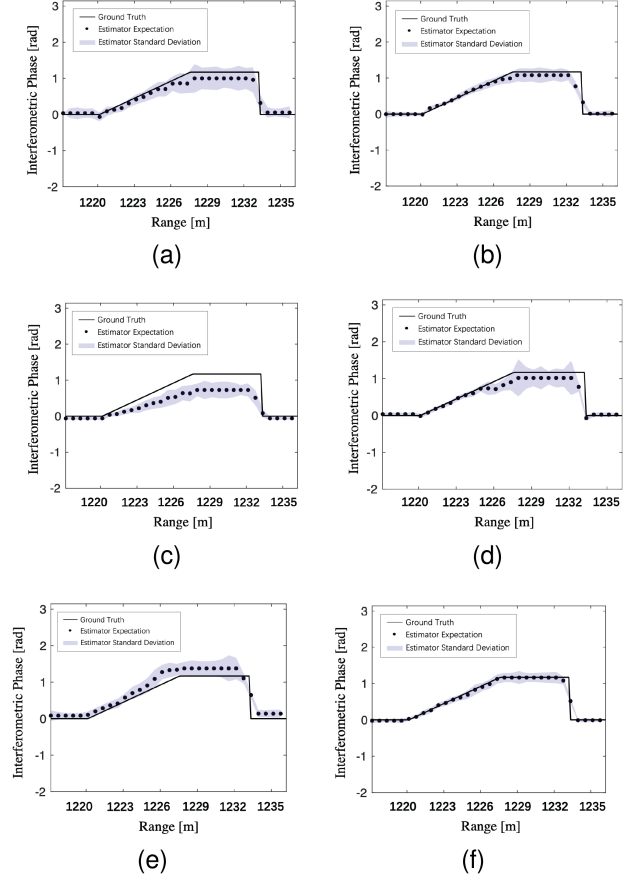 Interferometric Phase [rad]
3
2
1
0
-1
-2
Ground Truth
Estimator Expectation
Estimator Standard Deviation
1220 1223 1226 1229 1232 1235
Range [m]
(a)
Interferometric Phase [rad]
3
2
1
0
-1
-2
Ground Truth
Estimator Expectation
Estimator Standard Deviation
1220 1223 1226 1229 1232 1235
Range [m]
(b)
Interferometric Phase [rad]
3
2
1
0
-1
-2
Ground Truth
Estimator Expectation
Estimator Standard Deviation
1220 1223 1226 1229 1232 1235
Range [m]
(c)
Interferometric Phase [rad]
3
2
1
0
-1
-2
Ground Truth
Estimator Expectation
Estimator Standard Deviation
1220 1223 1226 1229 1232 1235
Range [m]
(d)
Interferometric Phase [rad]
3
2
1
0
-1
-2
Ground Truth
Estimator Expectation
Estimator Standard Deviation
1220 1223 1226 1229 1232 1235
Range [m]
(e)
Interferometric Phase [rad]
3
2
1
0
-1
-2
Ground Truth
Estimator Expectation
Estimator Standard Deviation
1220 1223 1226 1229 1232 1235
Range [m]
(f)